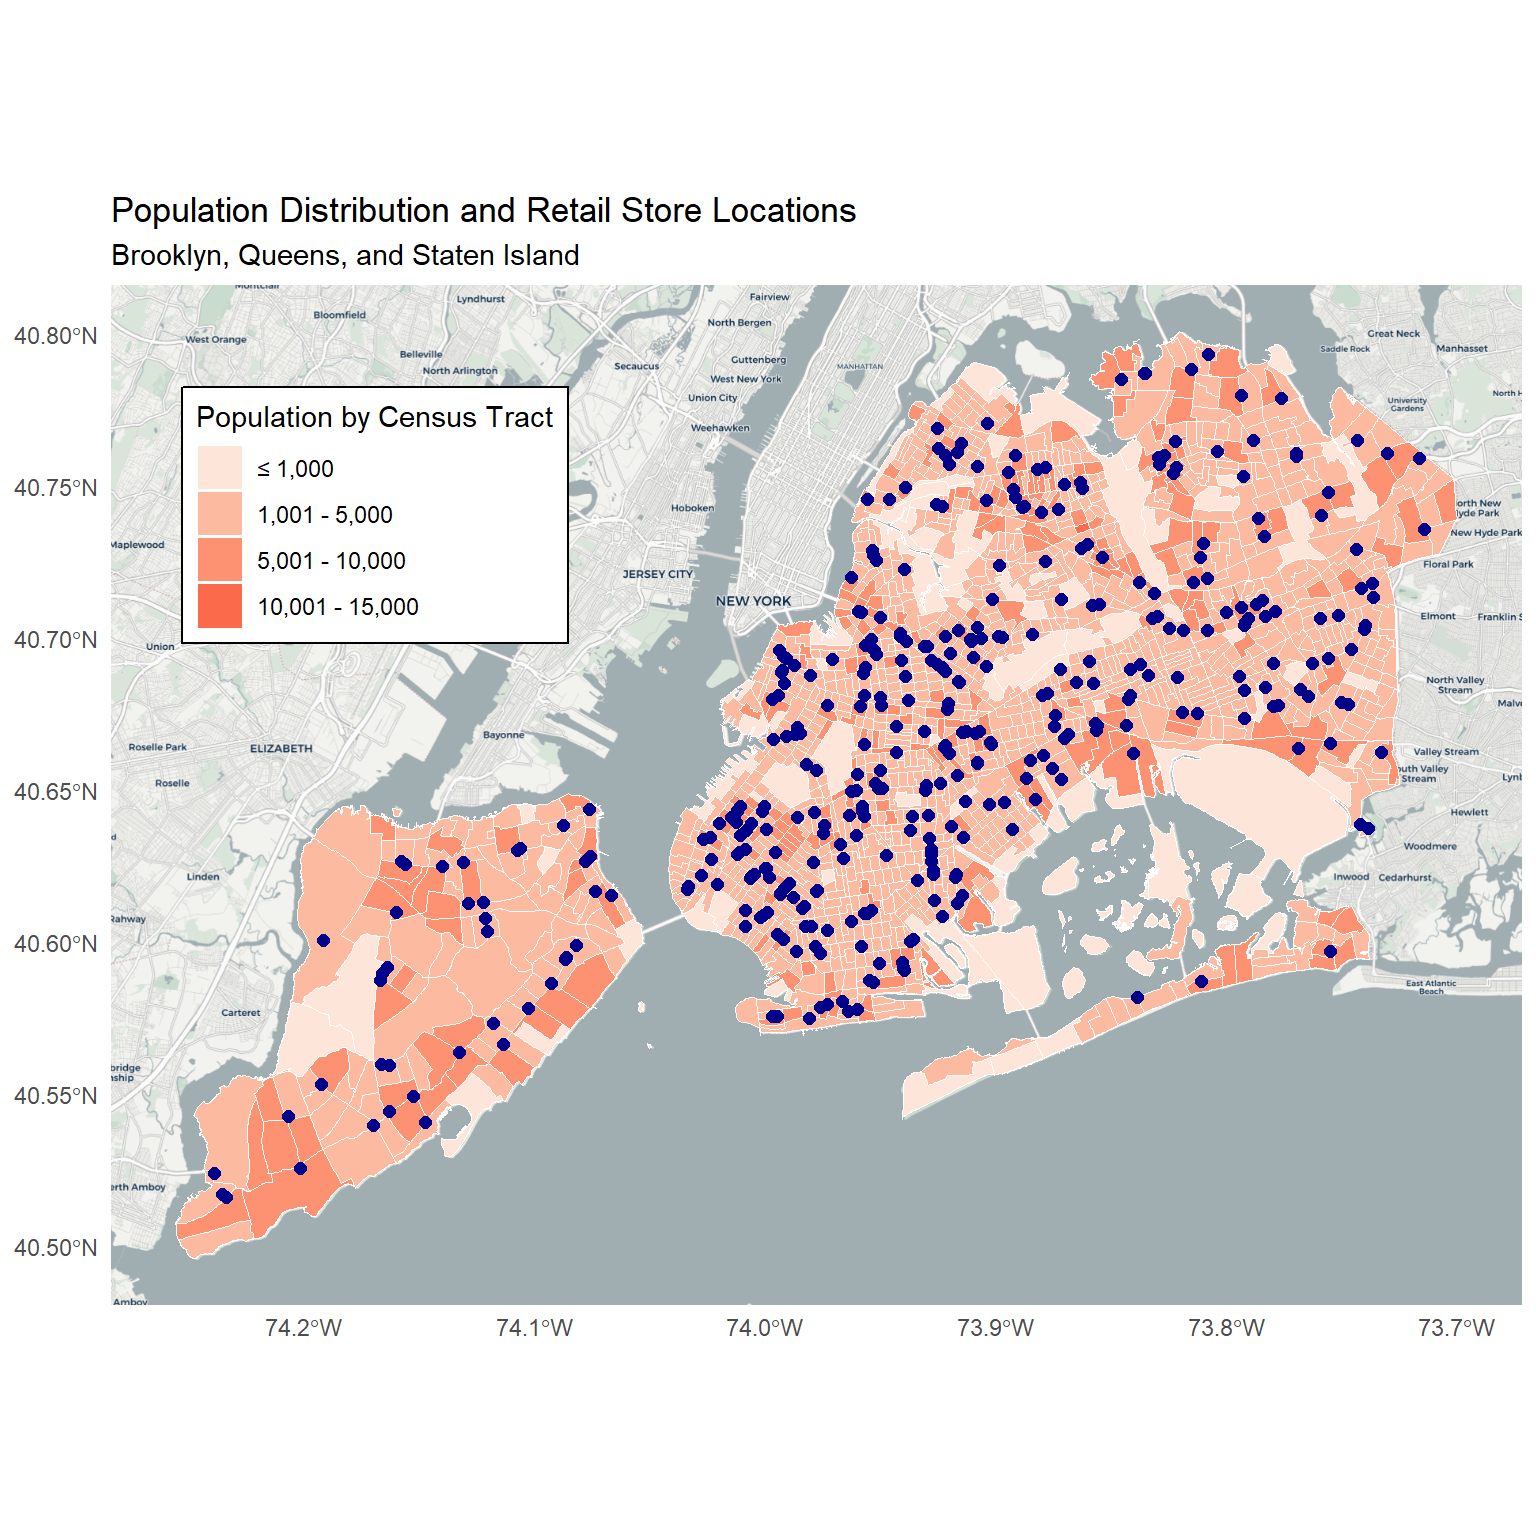 Population Distribution and Retail Store Locations
Brooklyn, Queens, and Staten Island
40.80°N
40.75°N
40.70°N
40.65°N
40.60°N
40.55°N
40.50°N
74.2°W
74.1°W
74.0°W
73.9°W
73.8°W
73.7°W
Population by Census Tract
≤ 1,000
1,001 - 5,000
5,001 - 10,000
10,001 - 15,000
Montclair
Lyndhurst
Bloomfield
West Orange
Belleville
North Arlington
Fairview
North Bergen
Secaucus
Guttenberg
West New York
Union City
Weehawken
MANHATTAN
Great Neck
Saddle Rock
Manhasset
University
Gardens
North H
Hoboken
Maplewood
JERSEY CITY
NEW YORK
orth New
yde Park
New Hyde Park
Floral Park
Elmont
Franklin S
Union
North Valley
Stream
Malve
Bayonne
ELIZABETH
Roselle Park
Roselle
Valley Stream
outh Valley
Stream
Lynb
Hewlett
d
Woodmere
Inwood
Cedarhurst
Linden
Rahway
East Atlantic
Beach
Carteret
bridge
nship
erth Amboy
Amboy